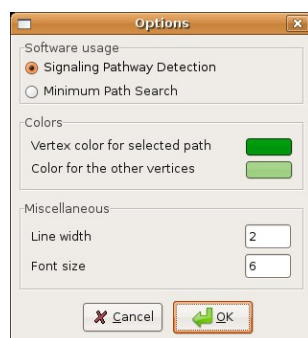 Options
Software usage
Signaling Pathway Detection
Minimum Path Search
Colors
Vertex color for selected path
Color for the other vertices
Miscellaneous
Line width 2
Font size 6
Cancel OK